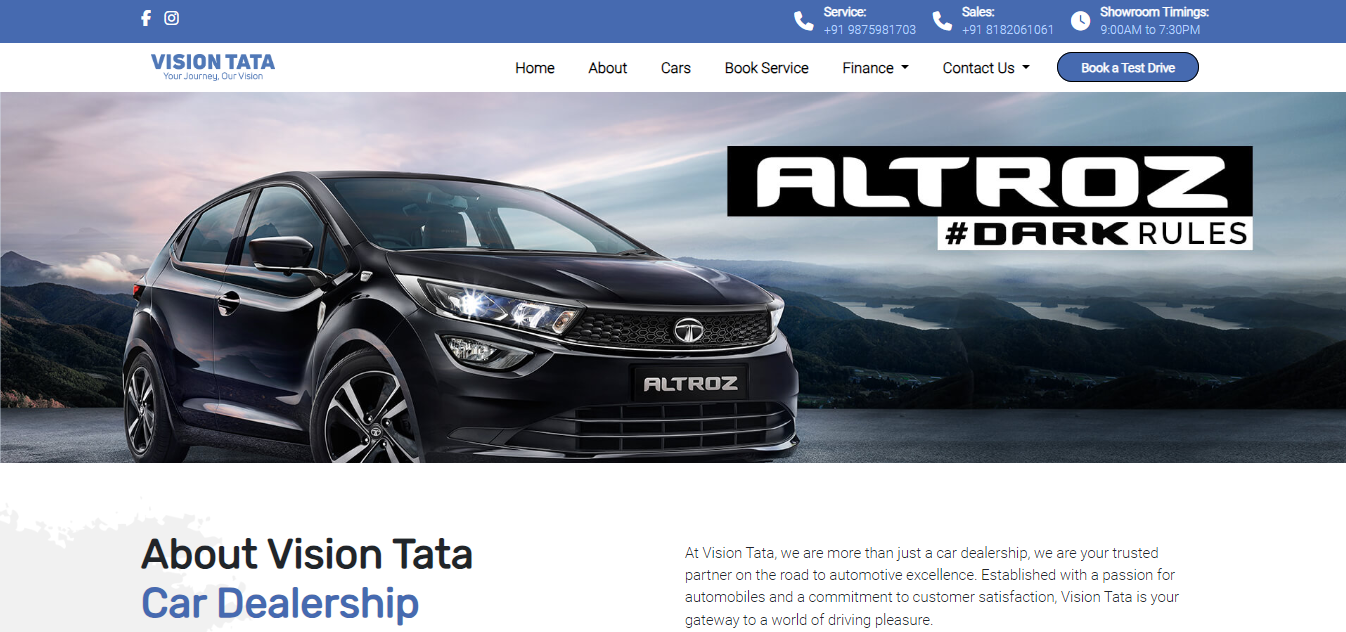 Service:
+91 9875981703
Sales:
+91 8182061061
Showroom Timings:
9:00AM to 7:30PM
VISION TATA
Your Journey, Our Vision
Home About Cars Book Service Finance Contact Us Book a Test Drive
ALTROZ
#DARK RULES
ALTROZ
About Vision Tata
Car Dealership
At Vision Tata, we are more than just a car dealership, we are your trusted
partner on the road to automotive excellence. Established with a passion for
automobiles and a commitment to customer satisfaction, Vision Tata is your
gateway to a world of driving pleasure.